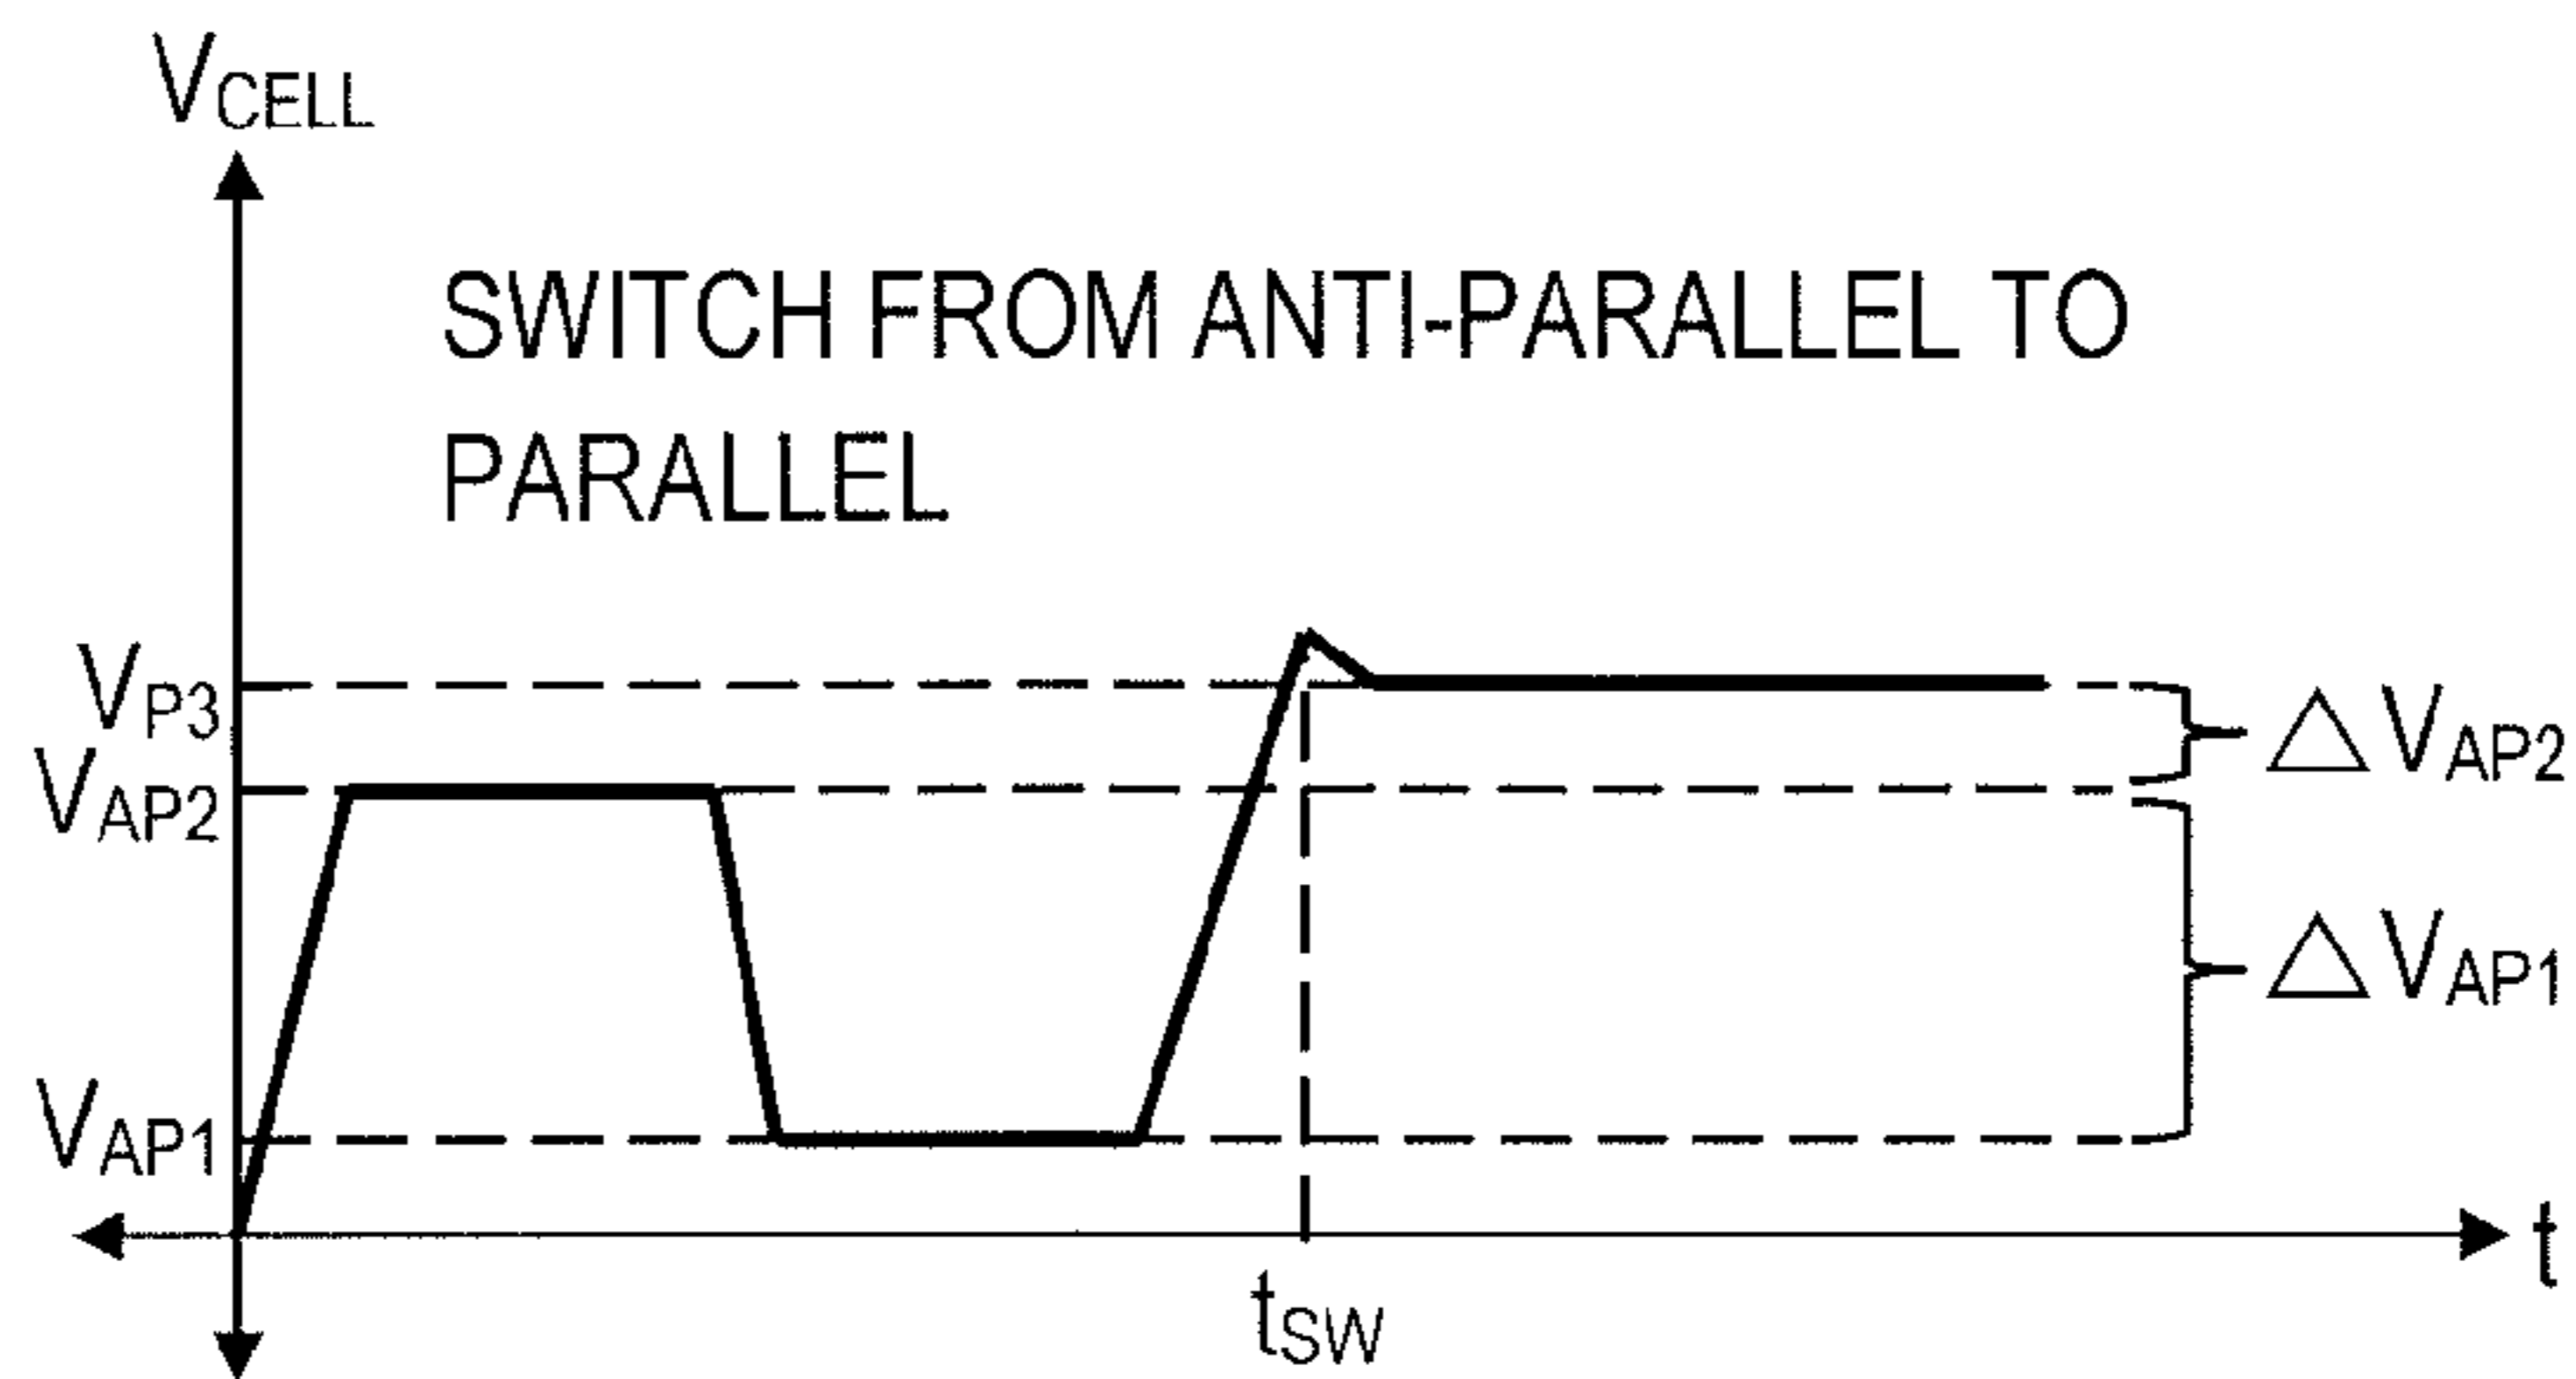 VCELL
SWITCH FROM ANTI-PARALLEL TO
PARALLEL
VP3
VAP2
VAP1
△VAP2
△VAP1
t
tSW